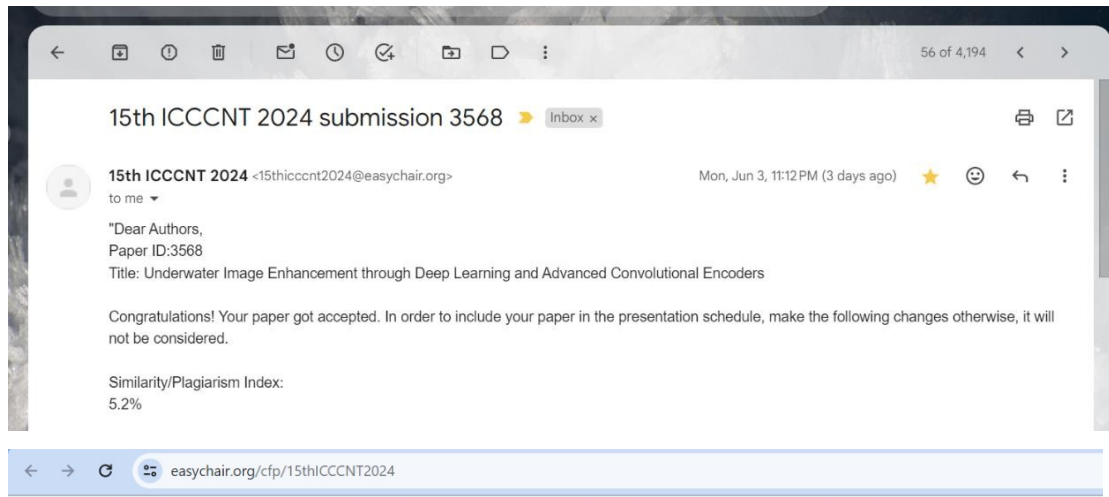 56 of 4,194
15th ICCCNT 2024 submission 3568 Inbox x
15th ICCCNT 2024 <15thicccnt2024@easychair.org> Mon, Jun 3, 11:12 PM (3 days ago)
to me
"Dear Authors,
Paper ID:3568
Title: Underwater Image Enhancement through Deep Learning and Advanced Convolutional Encoders
Congratulations! Your paper got accepted. In order to include your paper in the presentation schedule, make the following changes otherwise, it will
not be considered.
Similarity/Plagiarism Index:
5.2%
easychair.org/cfp/15thICCCNT2024